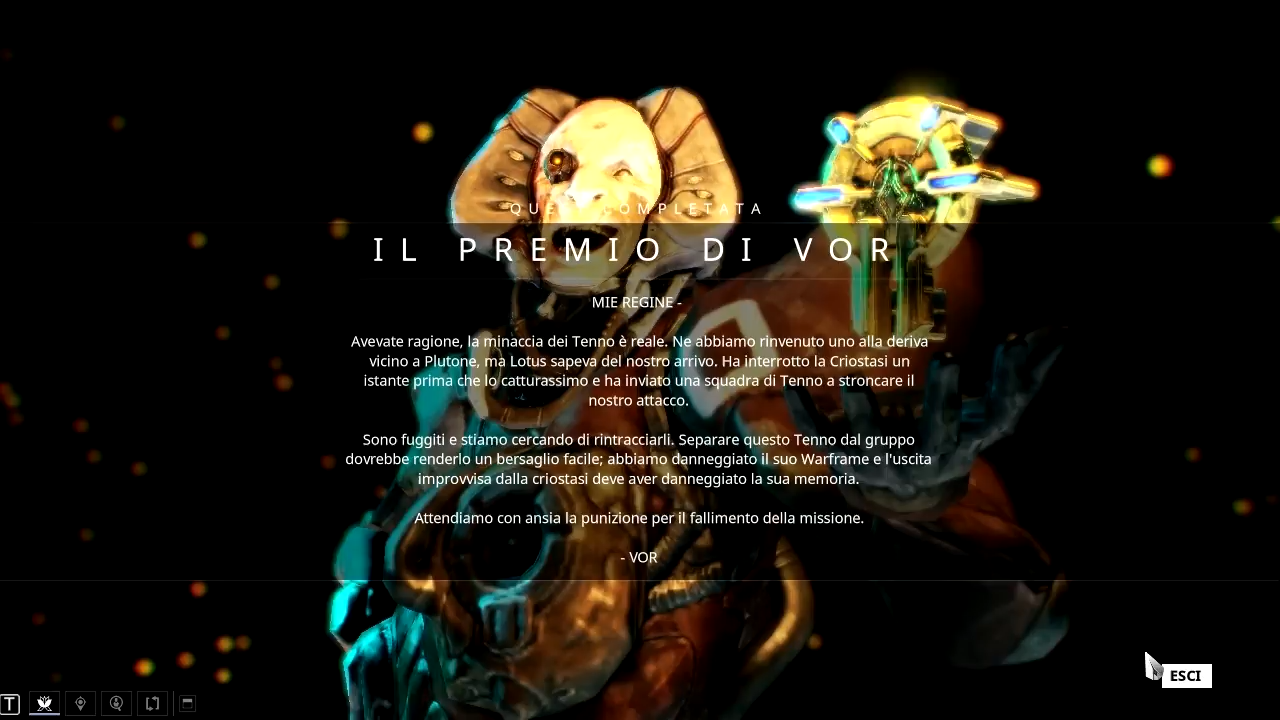 QUEST COMPLETATA
IL PREMIO DI VOR
MIE REGINE -
Avevate ragione, la minaccia dei Tenno è reale. Ne abbiamo rinvenuto uno alla deriva
vicino a Plutone, ma Lotus sapeva del nostro arrivo. Ha interrotto la Criostasi un
istante prima che lo catturassimo e ha inviato una squadra di Tenno a stroncare il
nostro attacco.
Sono fuggiti e stiamo cercando di rintracciarli. Separare questo Tenno dal gruppo
dovrebbe renderlo un bersaglio facile; abbiamo danneggiato il suo Warframe e l'uscita
improvvisa dalla criostasi deve aver danneggiato la sua memoria.
Attendiamo con ansia la punizione per il fallimento della missione.
- VOR
T
ESCI